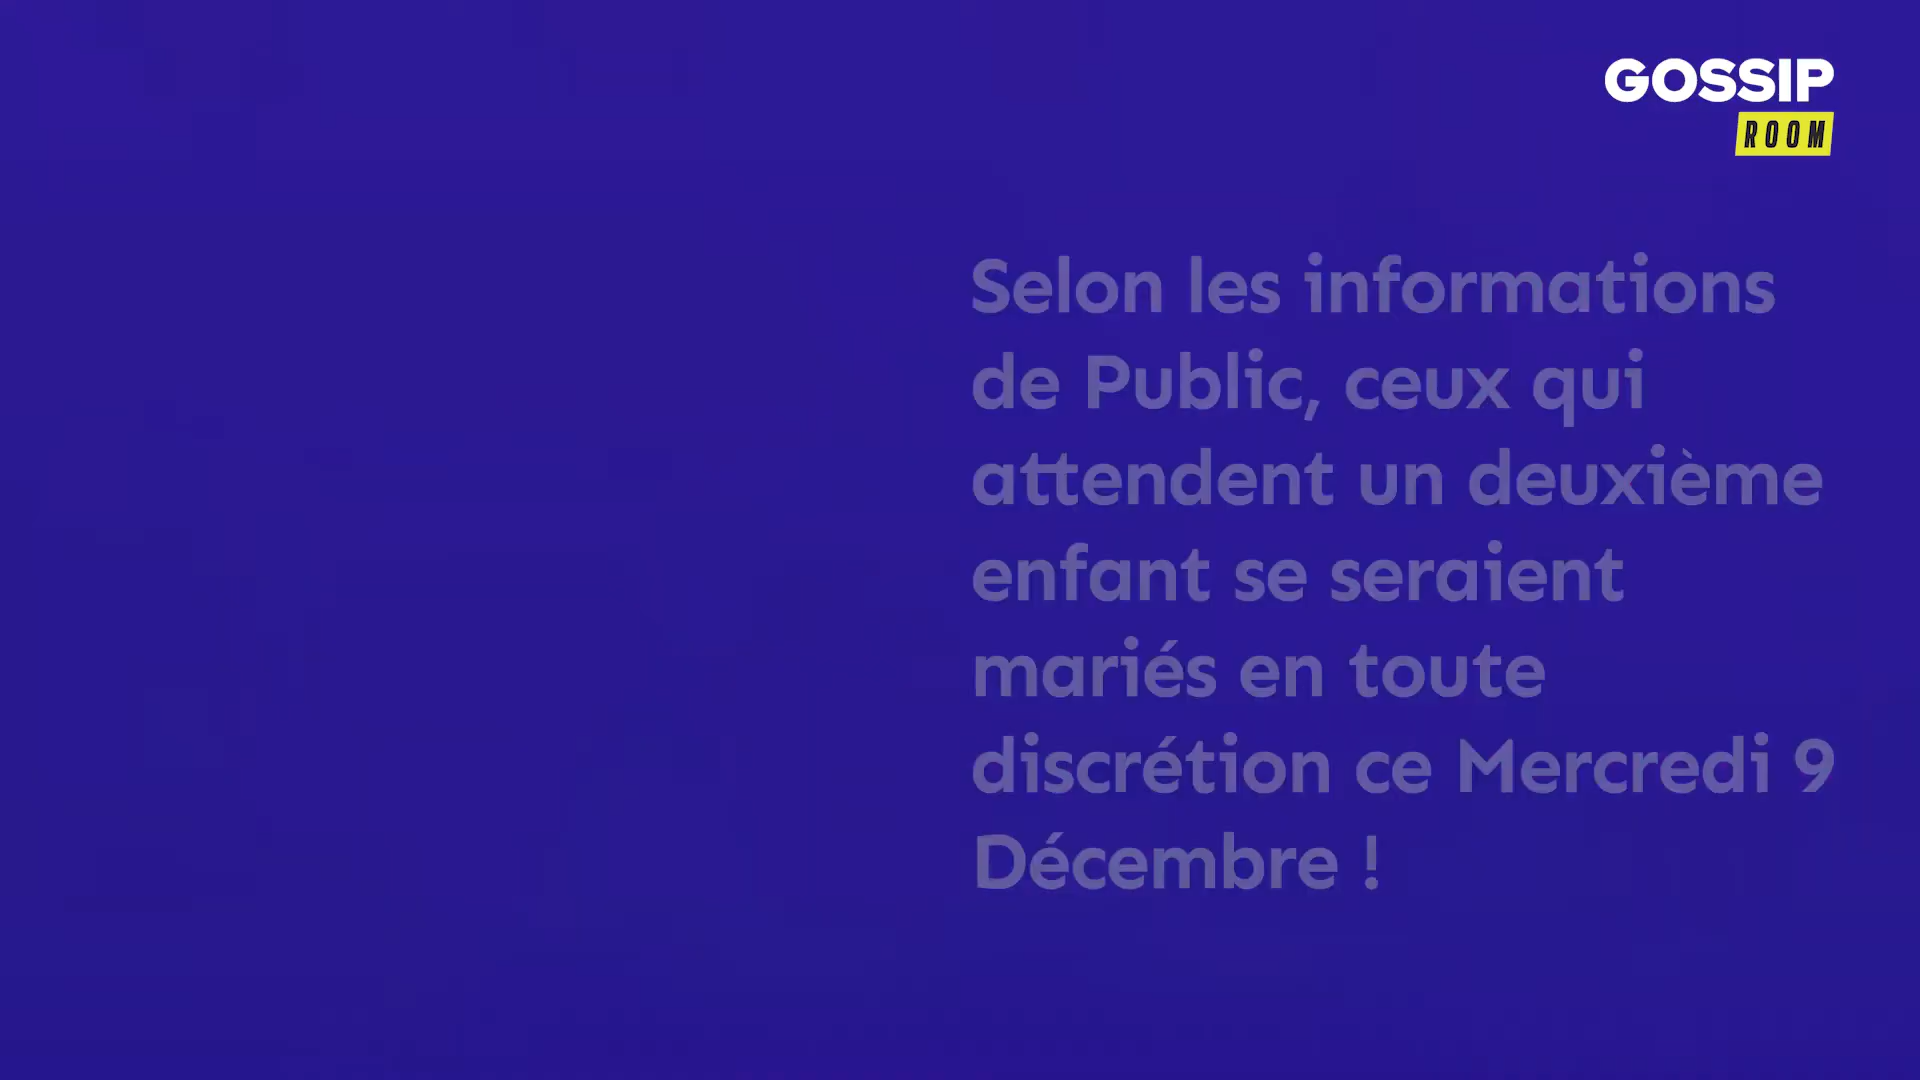 GOSSIP
ROOM
Selon les informations
de Public, ceux qui
attendent un deuxième
enfant se seraient
mariés en toute
discrétion ce Mercredi 9
Décembre !